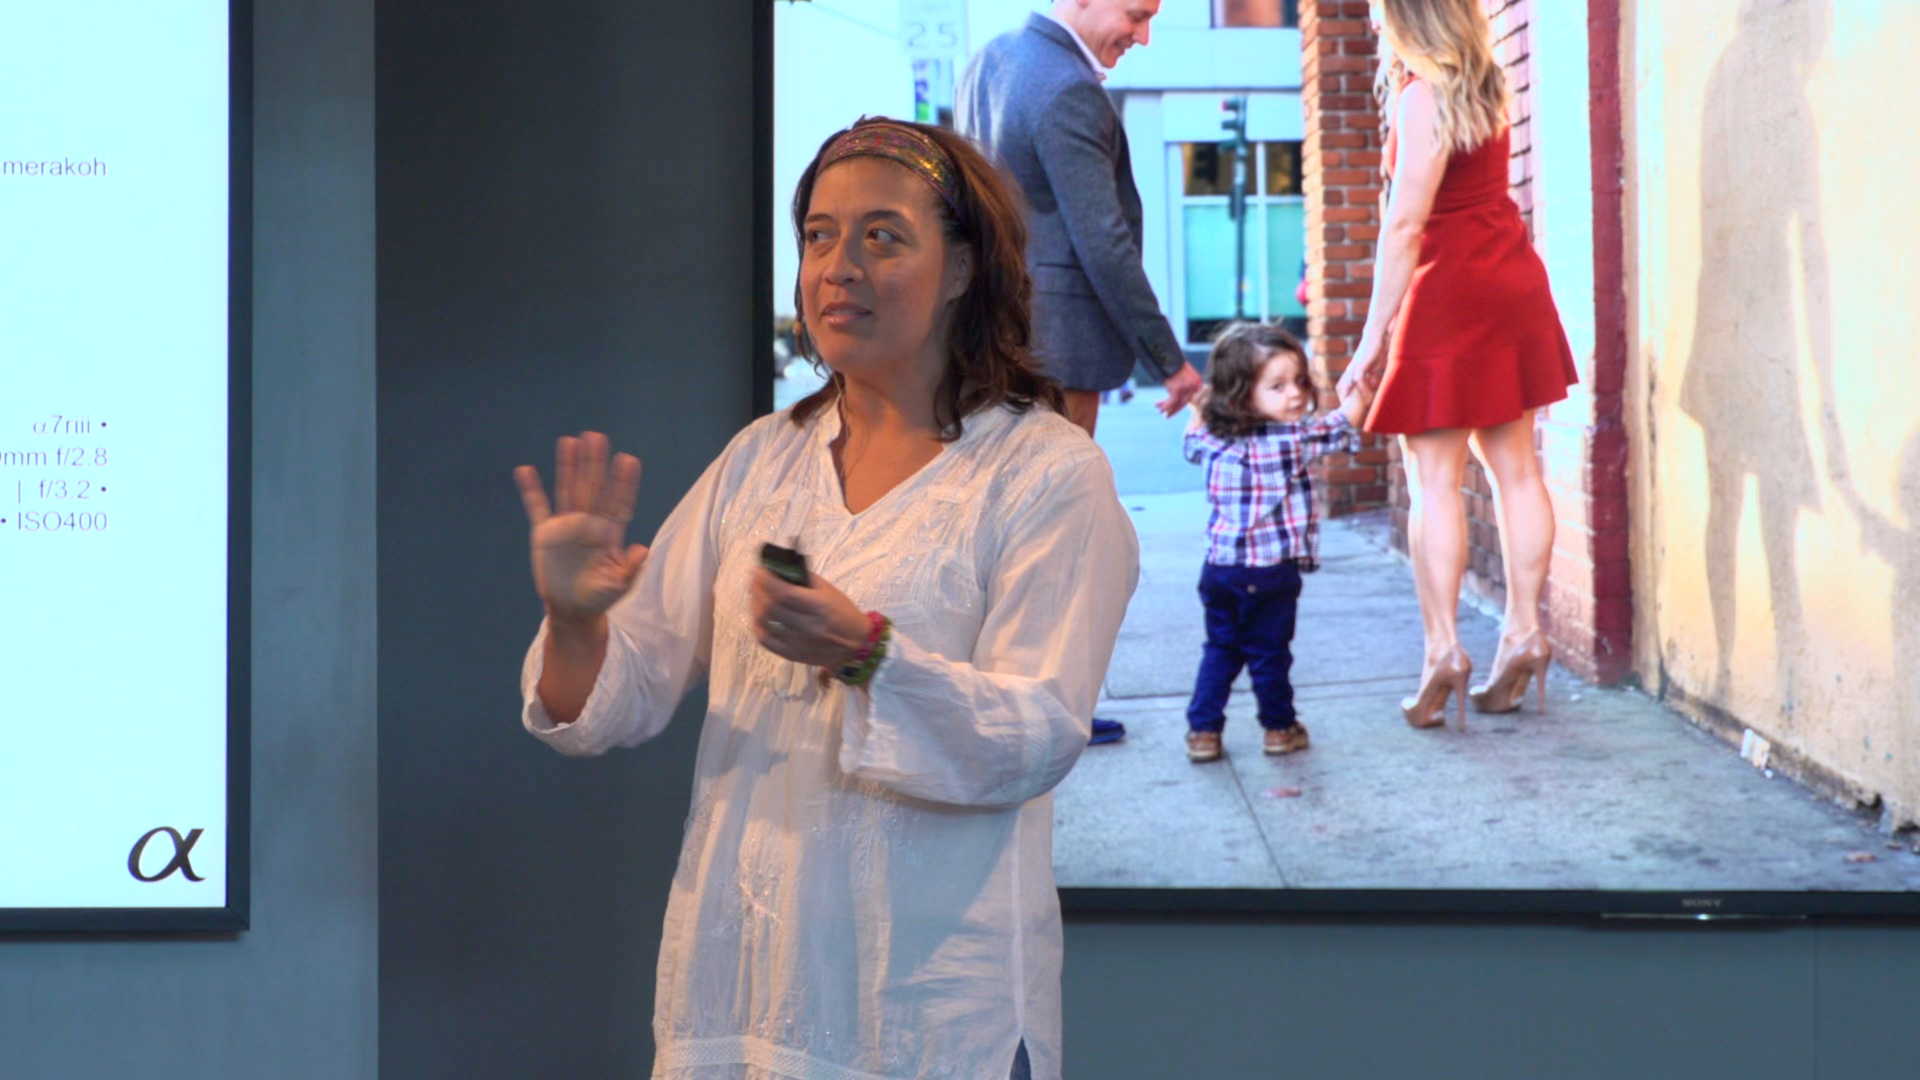 merakoh
α7riii •
mm f/2.8
| f/3.2 •
• ISO400
α
25
SONY